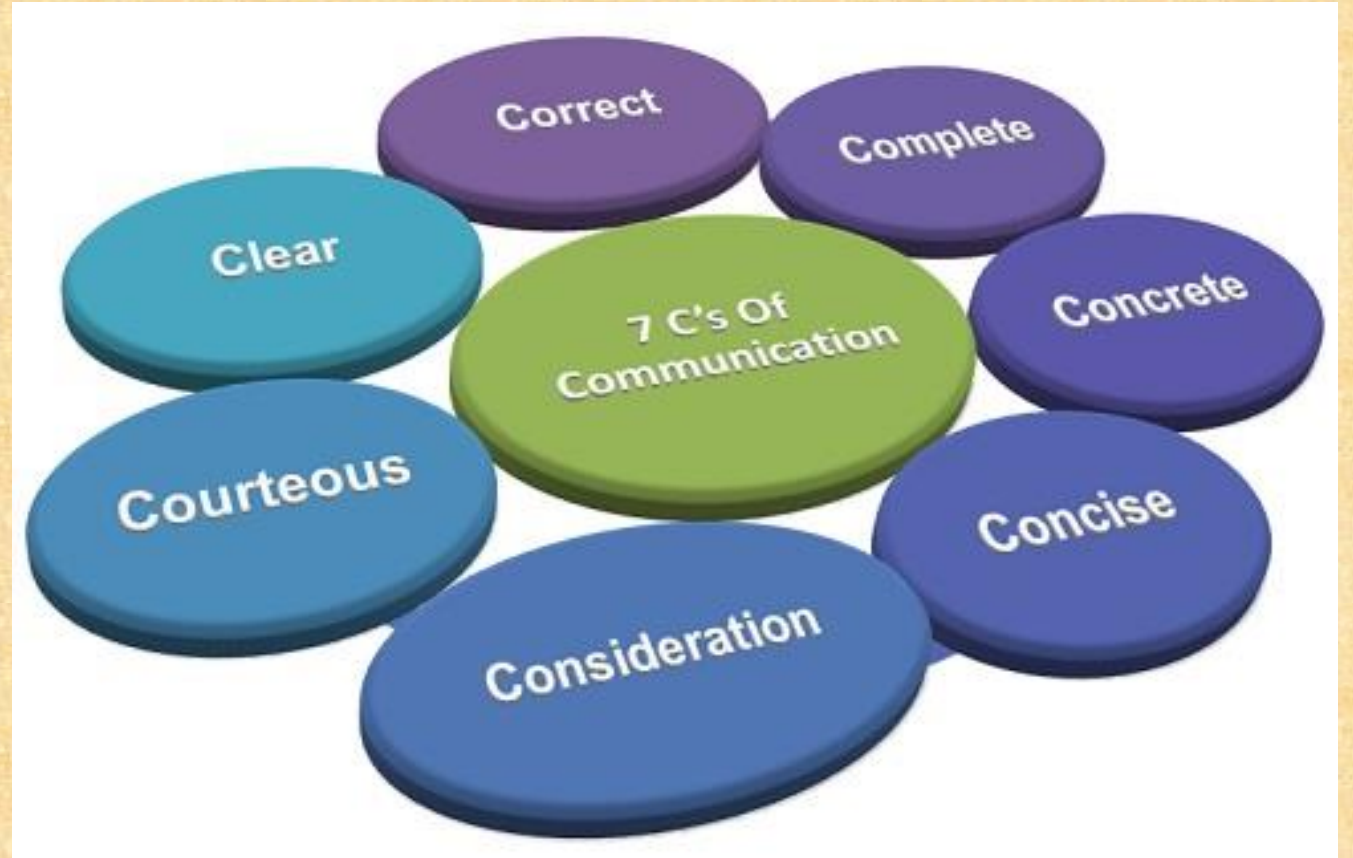 Correct
Complete
Clear
7 C's Of
Communication
Concrete
Courteous
Concise
Consideration